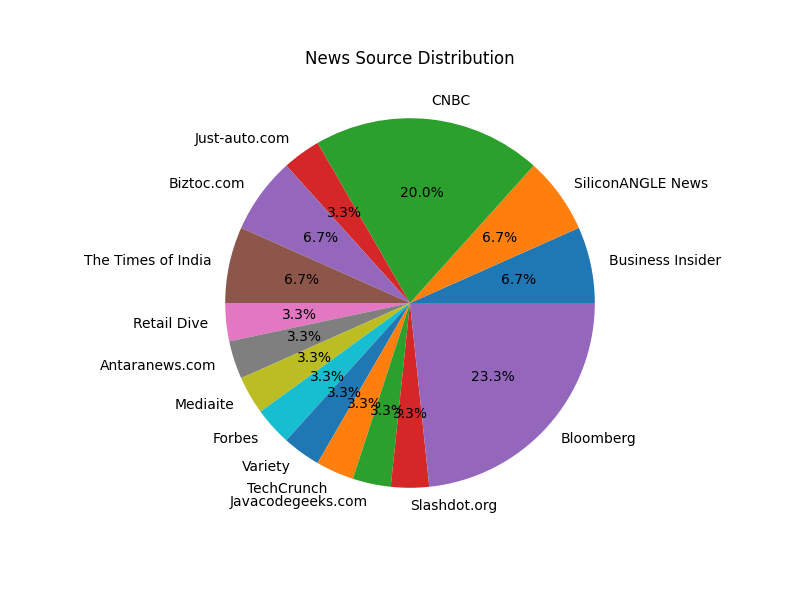 News Source Distribution
CNBC
Just-auto.com
Biztoc.com
SiliconANGLE News
20.0%
3.3%
6.7%
6.7%
The Times of India
Business Insider
6.7%
6.7%
Retail Dive
3.3%
3.3%
Antaranews.com
3.3%
3.3%
23.3%
Mediaite
3.3%
3.3%
3.3%
3.3%
Forbes
Bloomberg
Variety
TechCrunch
Javacodegeeks.com
Slashdot.org